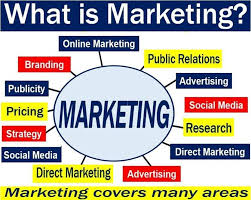 What is Marketing?
Online Marketing
Branding
Public Relations
Publicity
Advertising
Pricing
MARKETING
Social Media
Strategy
Research
Social Media
Direct Marketing
Direct Marketing
Advertising
Marketing covers many areas